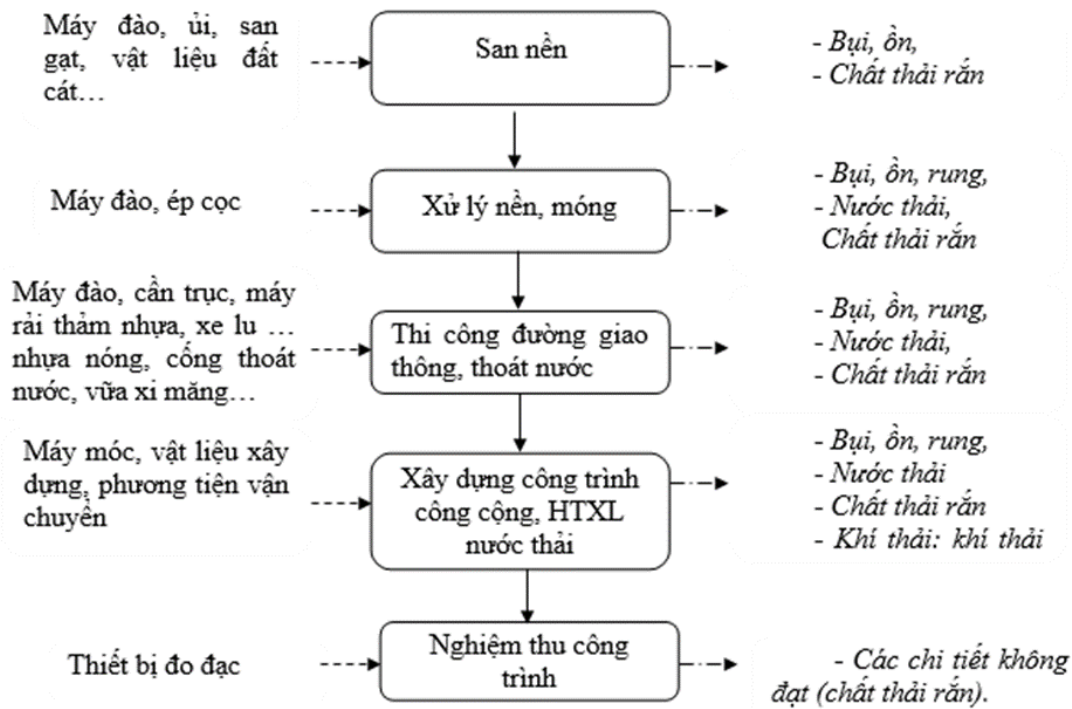 Máy đào, ủi, san
gạt, vật liệu đất
cát…
San nền
- Bụi, ồn,
- Chất thải rắn
Máy đào, ép cọc
Xử lý nền, móng
- Bụi, ồn, rung,
- Nước thải,
Chất thải rắn
Máy đào, cần trục, máy
rải thảm nhựa, xe lu …
nhựa nóng, cống thoát
nước, vữa xi măng…
Thi công đường giao
thông, thoát nước
- Bụi, ồn, rung,
- Nước thải,
- Chất thải rắn
Máy móc, vật liệu xây
dựng, phương tiện vận
chuyển
Xây dựng công trình
công cộng, HTXL
nước thải
- Bụi, ồn, rung,
- Nước thải
- Chất thải rắn
- Khí thải: khí thải
Thiết bị đo đạc
Nghiệm thu công
trình
- Các chi tiết không
đạt (chất thải rắn).